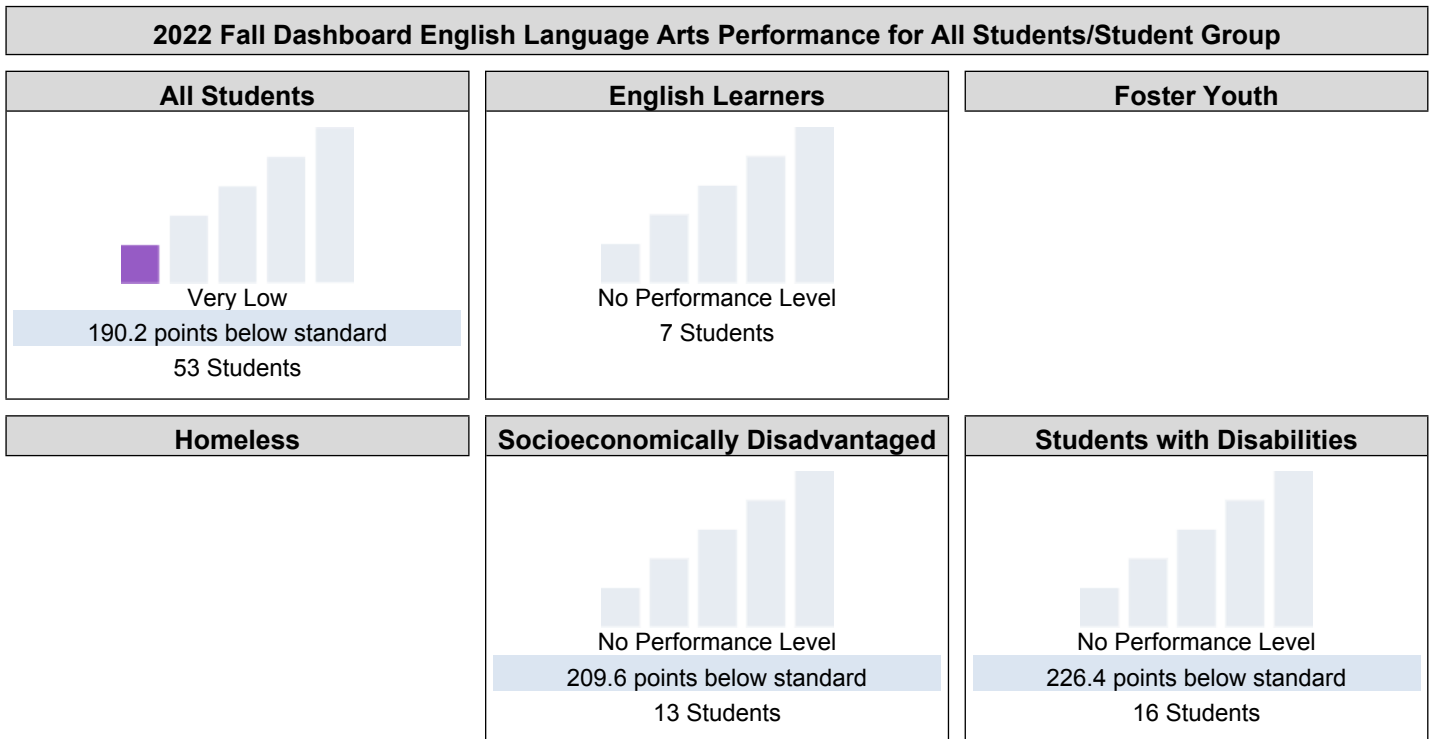 2022 Fall Dashboard English Language Arts Performance for All Students/Student Group
All Students
Very Low
190.2 points below standard
53 Students
English Learners
No Performance Level
7 Students
Foster Youth
Homeless
Socioeconomically Disadvantaged
No Performance Level
209.6 points below standard
13 Students
Students with Disabilities
No Performance Level
226.4 points below standard
16 Students